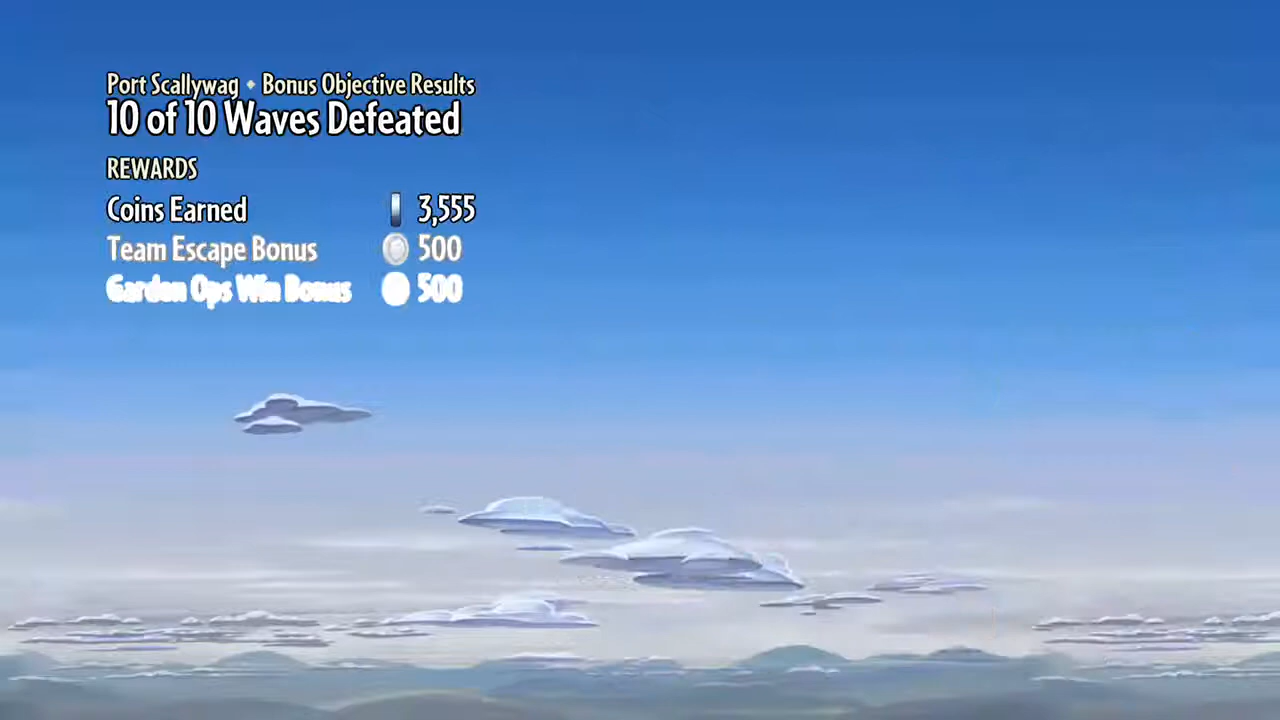 Port Scallywag • Bonus Objective Results
10 of 10 Waves Defeated
REWARDS
Coins Earned 3,555
Team Escape Bonus 500
Garden Ops Win Bonus 500